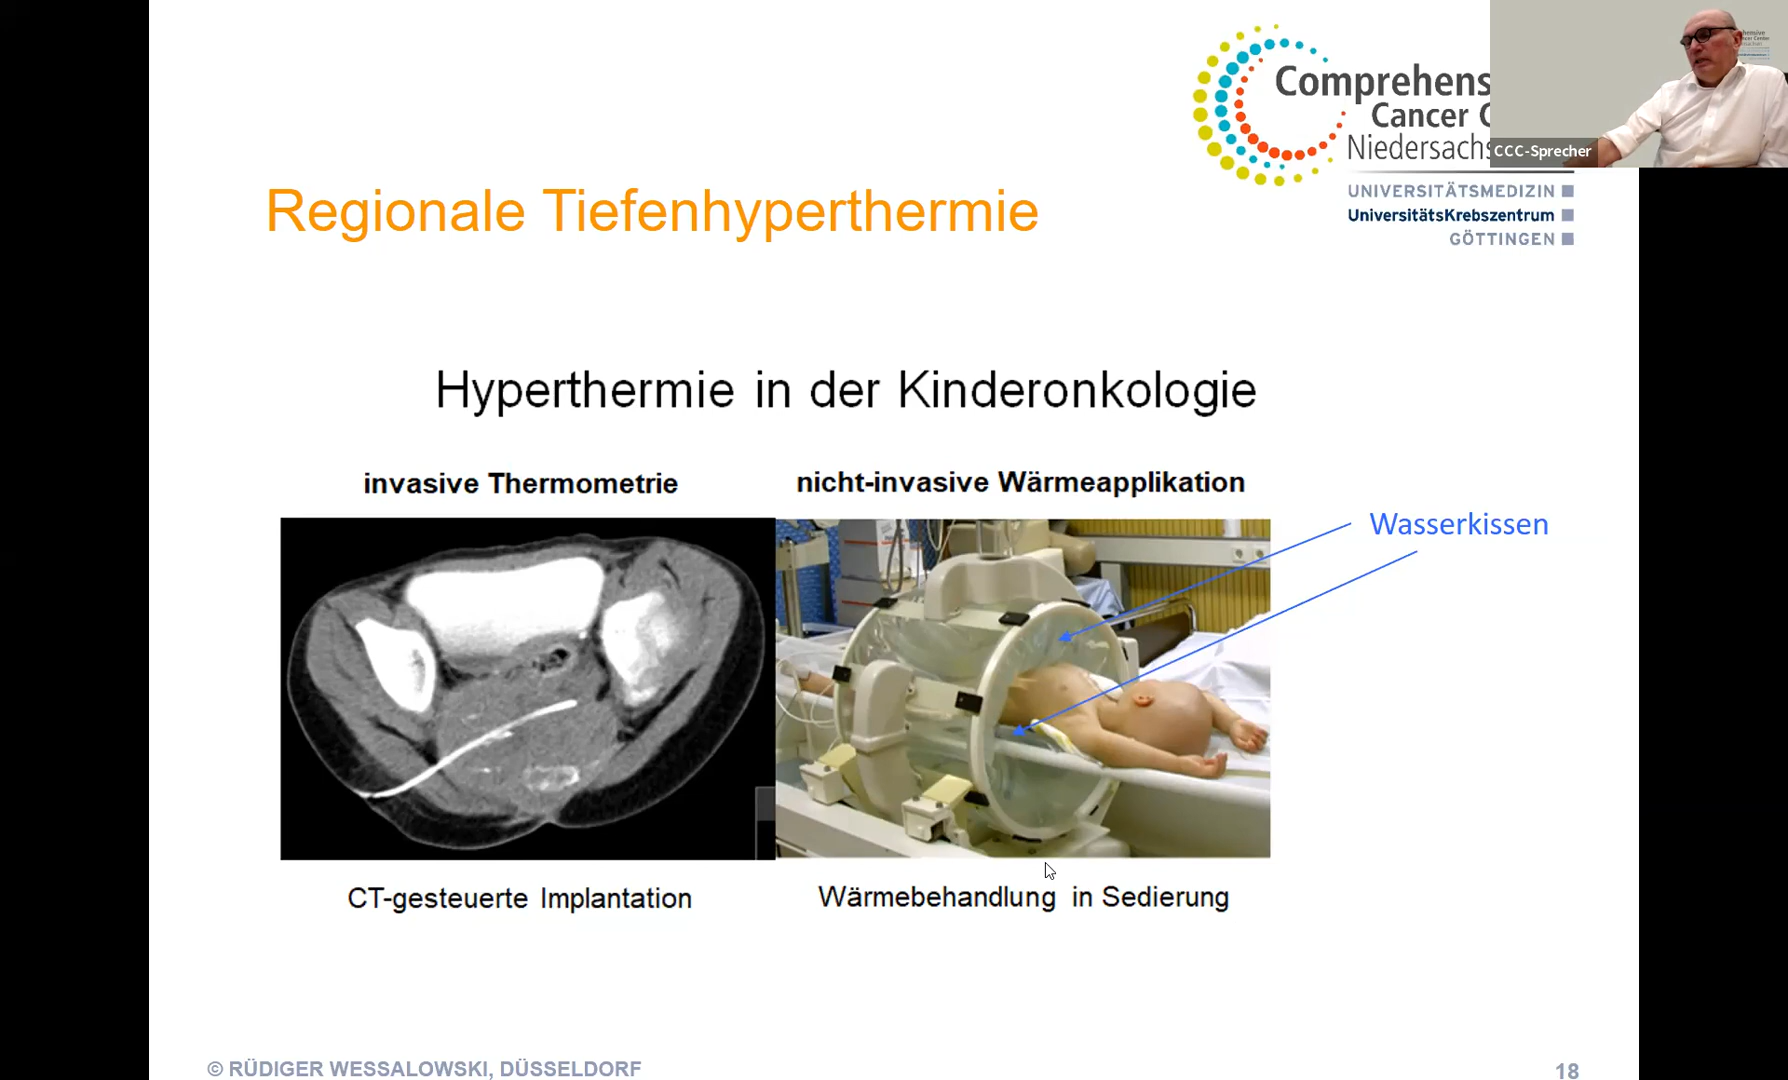 Comprehens
Cancer C
Niedersachs
CCC-Sprecher
UNIVERSITÄTSMEDIZIN
UniversitätsKrebszentrum
GÖTTINGEN
Regionale Tiefenhyperthermie
Hyperthermie in der Kinderonkologie
invasive Thermometrie
nicht-invasive Wärmeapplikation
Wasserkissen
CT-gesteuerte Implantation
Wärmebehandlung in Sedierung
© RÜDIGER WESSALOWSKI, DÜSSELDORF
18